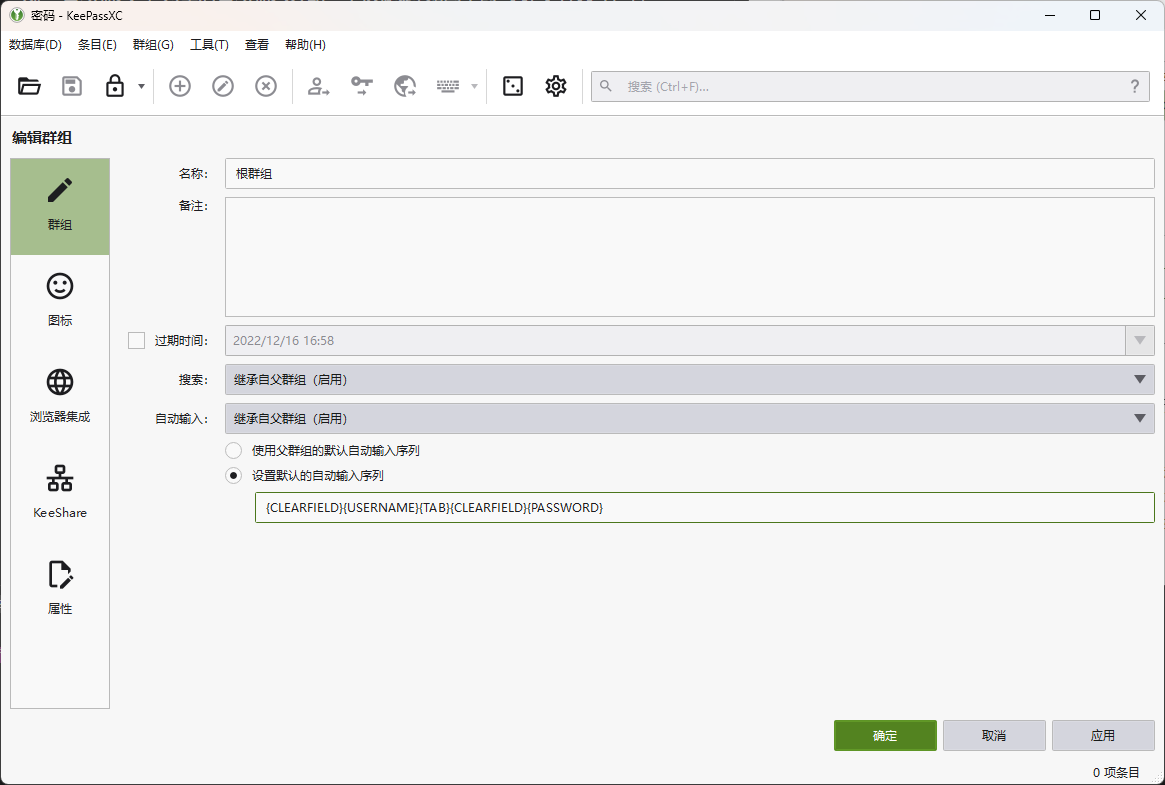 密码 - KeePassXC
数据库(D) 条目(E) 群组(G) 工具(T) 查看 帮助(H)
搜索 (Ctrl+F)...
?
编辑群组
群组
图标
浏览器集成
KeeShare
属性
名称: 根群组
备注:
过期时间: 2022/12/16 16:58
搜索: 继承自父群组（启用）
自动输入: 继承自父群组（启用）
使用父群组的默认自动输入序列
设置默认的自动输入序列
{CLEARFIELD}{USERNAME}{TAB}{CLEARFIELD}{PASSWORD}
确定 取消 应用
0 项条目